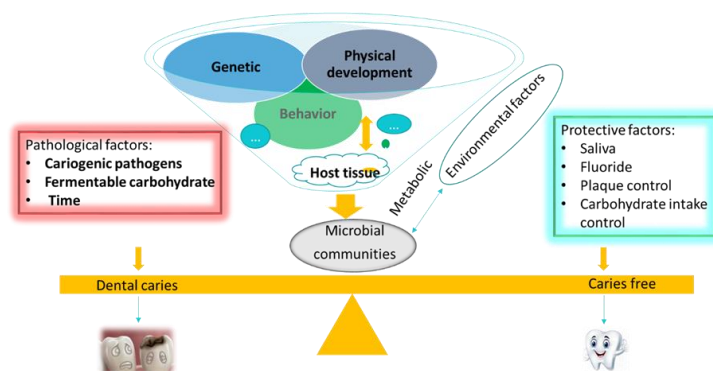 Genetic
Physical
development
Behavior
...
...
Host tissue
Metabolic
Environmental factors
Pathological factors:
• Cariogenic pathogens
• Fermentable carbohydrate
• Time
Protective factors:
• Saliva
• Fluoride
• Plaque control
• Carbohydrate intake
control
Microbial
communities
Dental caries
Caries free